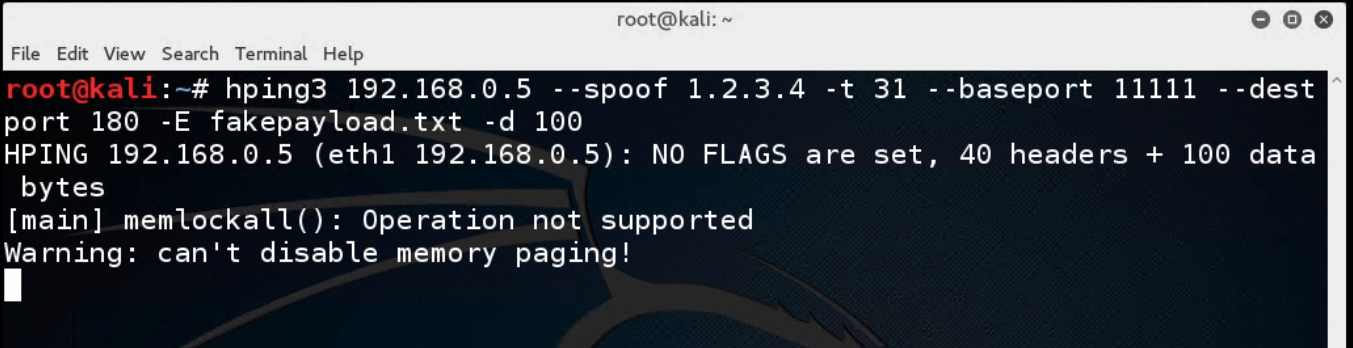 root@kali: ~
File Edit View Search Terminal Help
root@kali:~# hping3 192.168.0.5 --spoof 1.2.3.4 -t 31 --baseport 11111 --dest
port 180 -E fakepayload.txt -d 100
HPING 192.168.0.5 (eth1 192.168.0.5): NO FLAGS are set, 40 headers + 100 data
 bytes
[main] memlockall(): Operation not supported
Warning: can't disable memory paging!